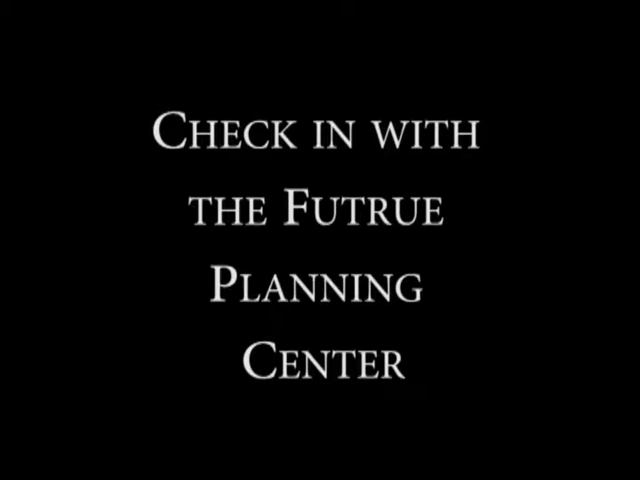 Check in with
the Futrue
Planning
Center